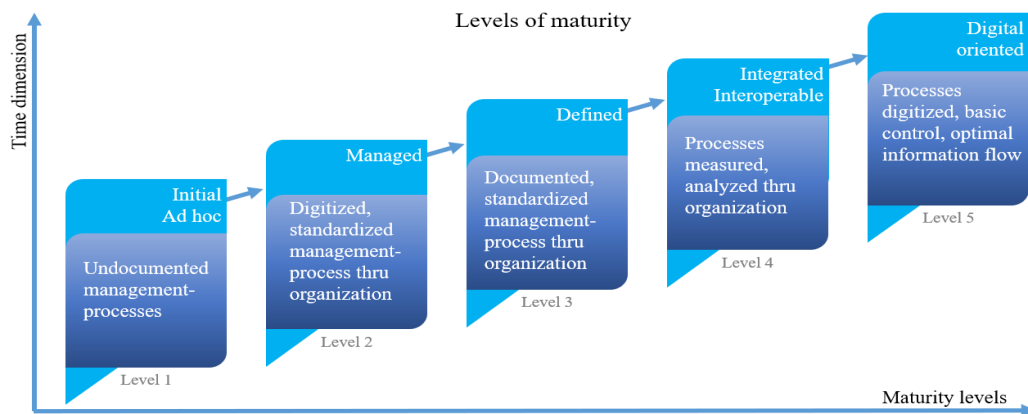 Levels of maturity
Time dimension
Initial
Ad hoc
Undocumented
management-
processes
Level 1
Managed
Digitized,
standardized
management-
process thru
organization
Level 2
Defined
Documented,
standardized
management-
process thru
organization
Level 3
Integrated
Interoperable
Processes
measured,
analyzed thru
organization
Level 4
Digital
oriented
Processes
digitized, basic
control, optimal
information flow
Level 5
Maturity levels